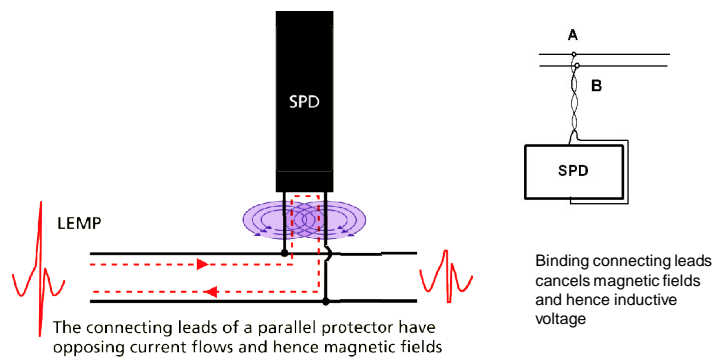 SPD
LEMP
The connecting leads of a parallel protector have
opposing current flows and hence magnetic fields
A
B
SPD
Binding connecting leads
cancels magnetic fields
and hence inductive
voltage